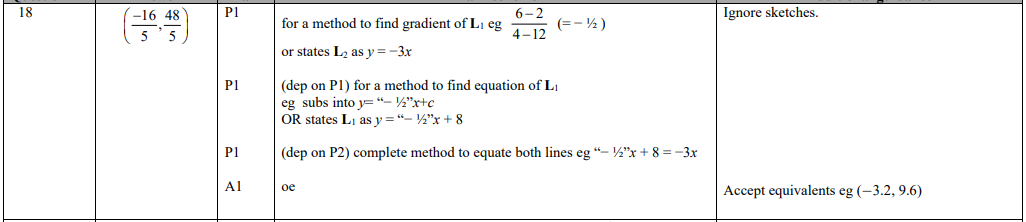 18
(−16/5, 48/5)
P1
for a method to find gradient of L₁ eg (6−2)/(4−12) (= − ½ )
or states L₂ as y = −3x
Ignore sketches.
P1
(dep on P1) for a method to find equation of L₁
eg subs into y= “− ½”x+c
OR states L₁ as y = “− ½”x + 8
P1
(dep on P2) complete method to equate both lines eg “− ½”x + 8 = −3x
A1
oe
Accept equivalents eg (−3.2, 9.6)